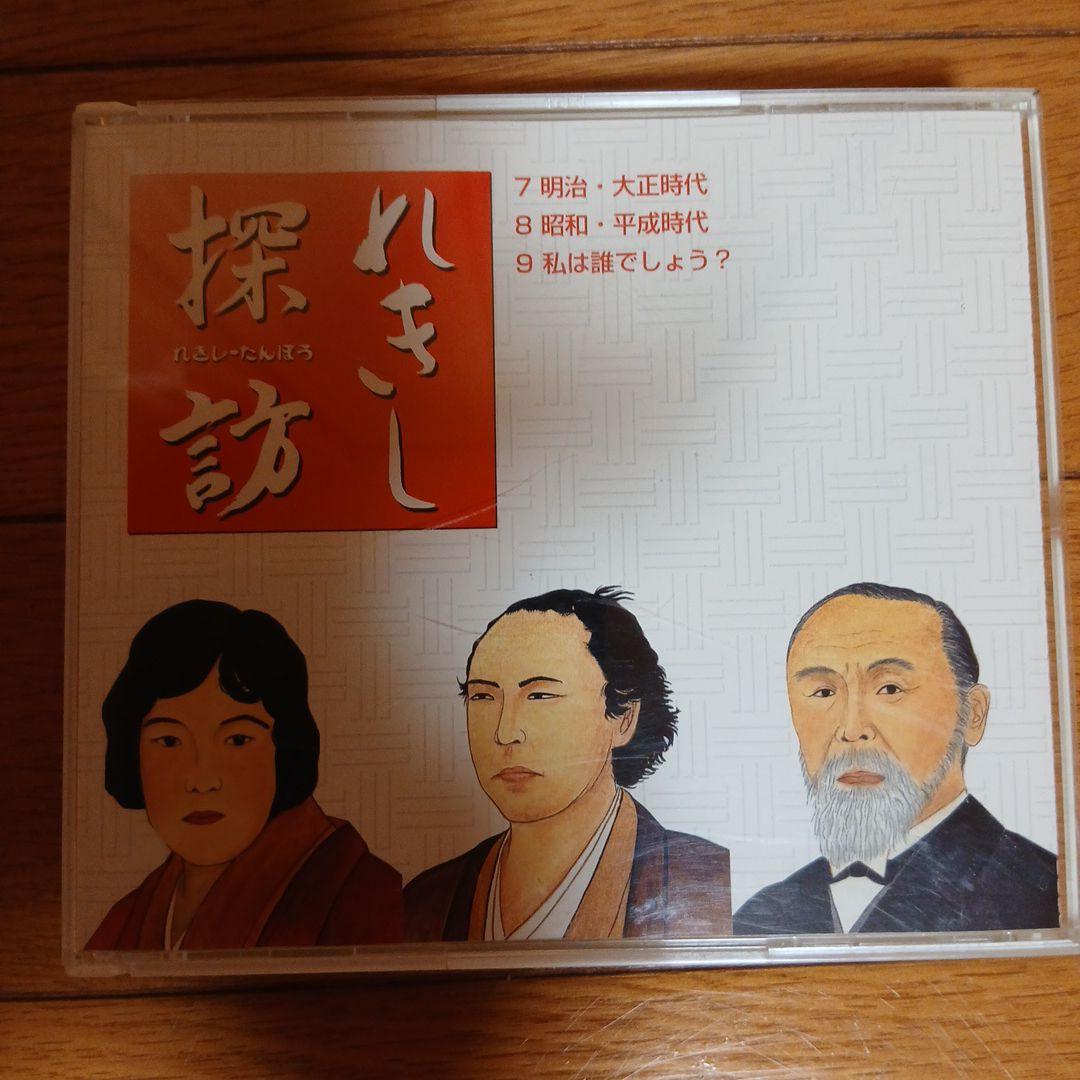 れきし
探訪
れきし-たんぼう
7 明治・大正時代
8 昭和・平成時代
9 私は誰でしょう？